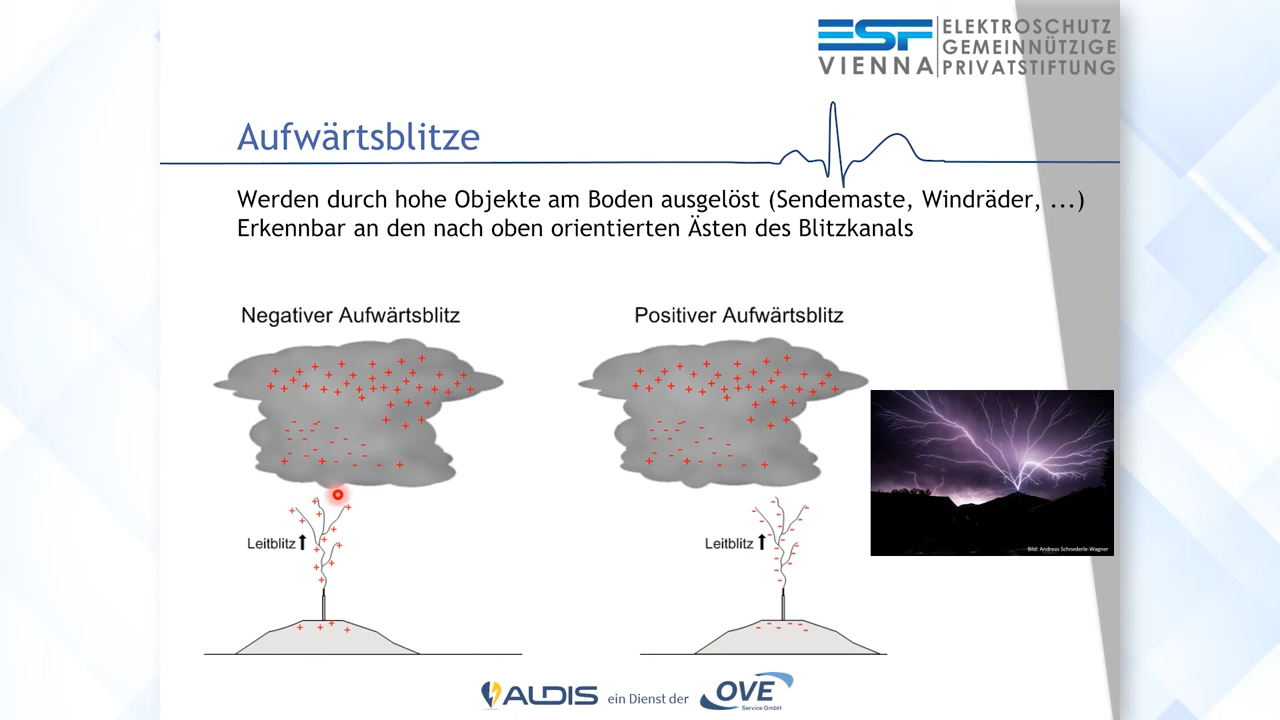 ESF VIENNA
ELEKTROSCHUTZ
GEMEINNÜTZIGE
PRIVATSTIFTUNG
Aufwärtsblitze
Werden durch hohe Objekte am Boden ausgelöst (Sendemaste, Windräder, ...)
Erkennbar an den nach oben orientierten Ästen des Blitzkanals
Negativer Aufwärtsblitz
Positiver Aufwärtsblitz
Leitblitz
Leitblitz
Bild: Andreas Schnederle-Wagner
ALDIS ein Dienst der OVE
Service GmbH